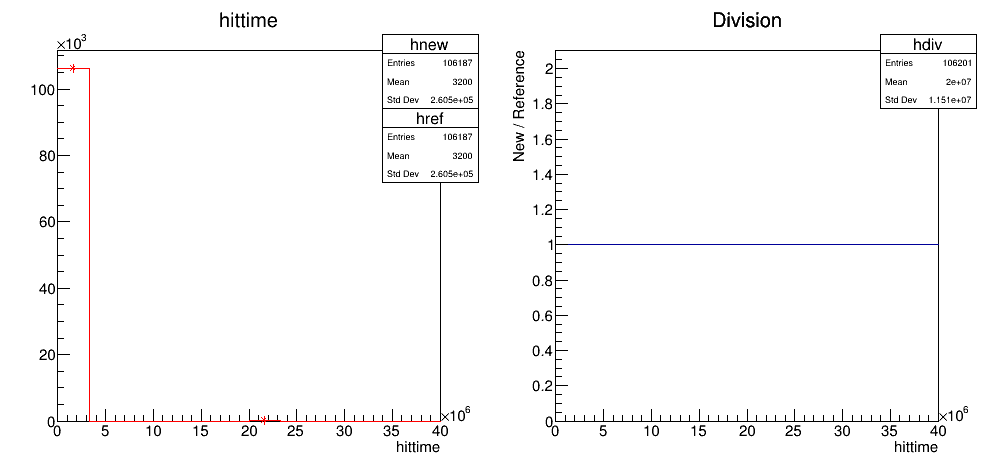 hittime
×10³
hnew
Entries 106187
Mean 3200
Std Dev 2.605e+05
href
Entries 106187
Mean 3200
Std Dev 2.605e+05
100
80
60
40
20
0
0 5 10 15 20 25 30 35 40
×10⁶
hittime
Division
hdiv
Entries 106201
Mean 2e+07
Std Dev 1.151e+07
New / Reference
2
1.8
1.6
1.4
1.2
1
0.8
0.6
0.4
0.2
0
0 5 10 15 20 25 30 35 40
×10⁶
hittime